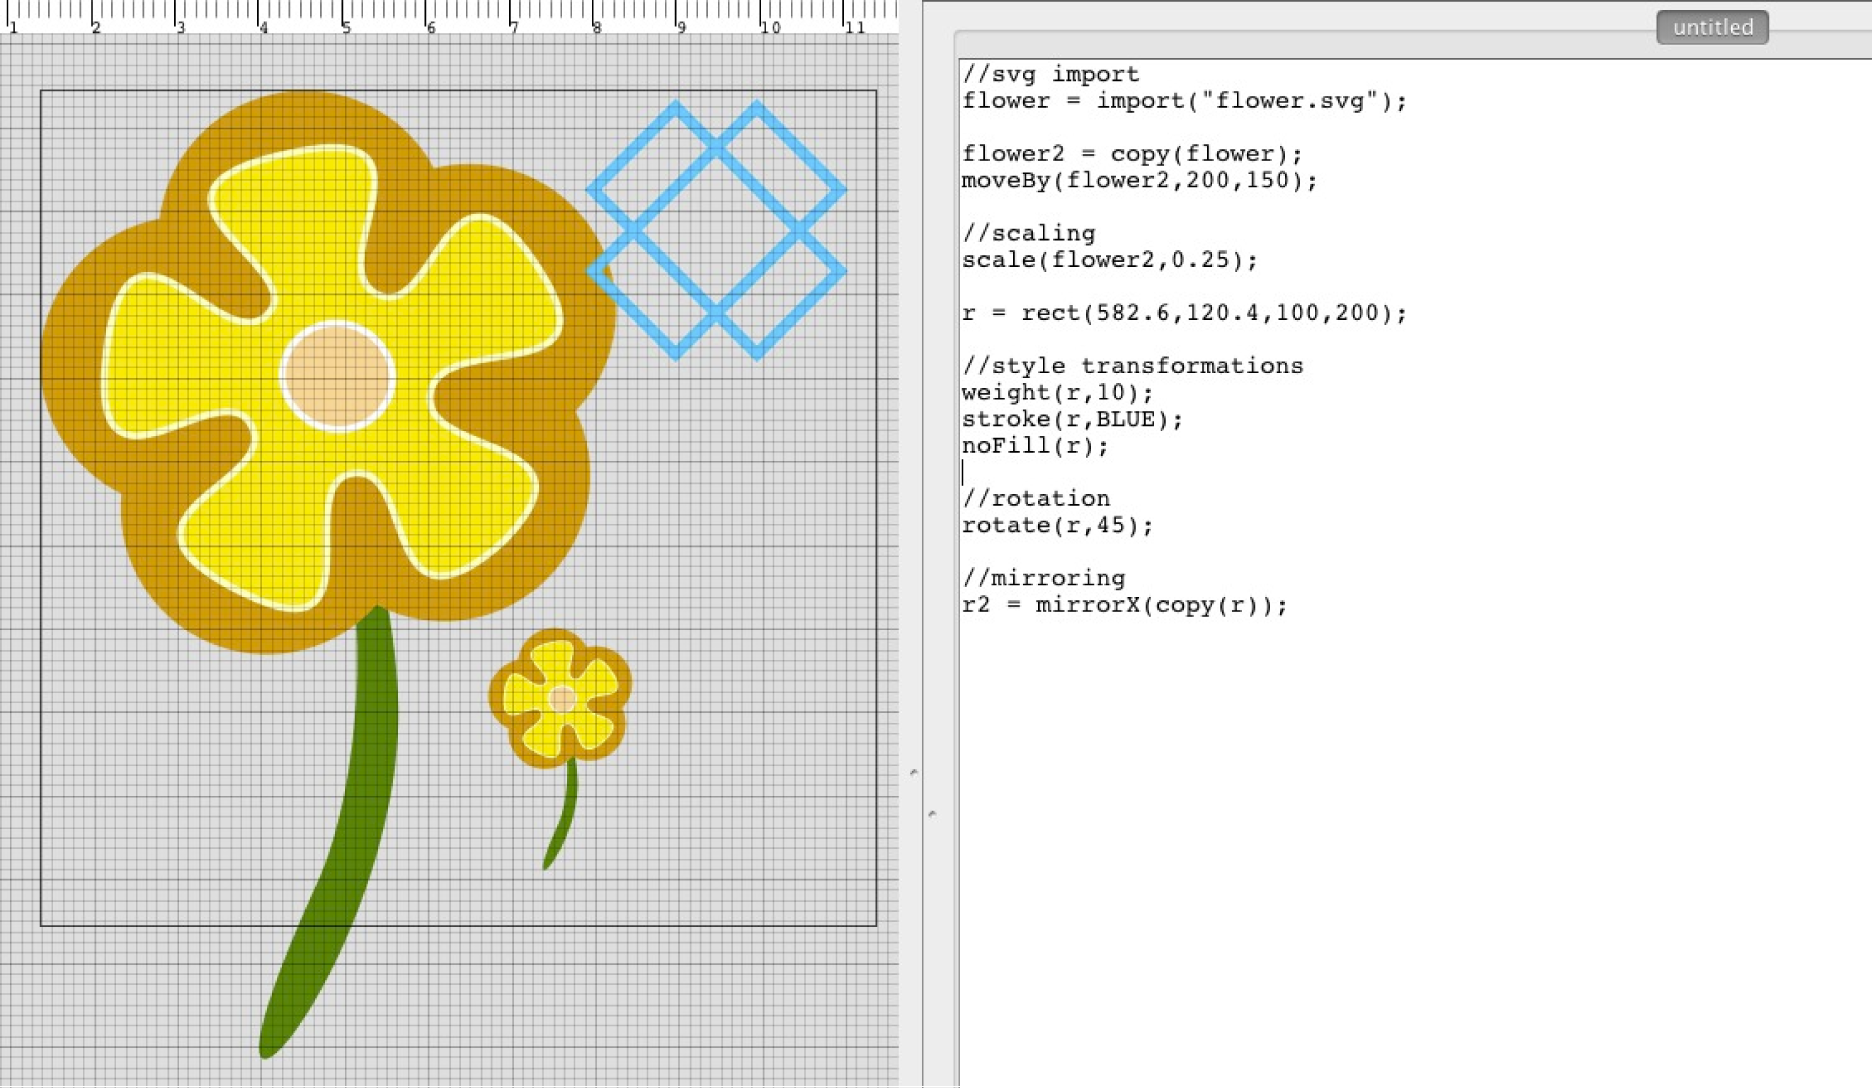 1 2 3 4 5 6 7 8 9 10 11
untitled
//svg import
flower = import("flower.svg");
flower2 = copy(flower);
moveBy(flower2,200,150);
//scaling
scale(flower2,0.25);
r = rect(582.6,120.4,100,200);
//style transformations
weight(r,10);
stroke(r,BLUE);
noFill(r);
//rotation
rotate(r,45);
//mirroring
r2 = mirrorX(copy(r));